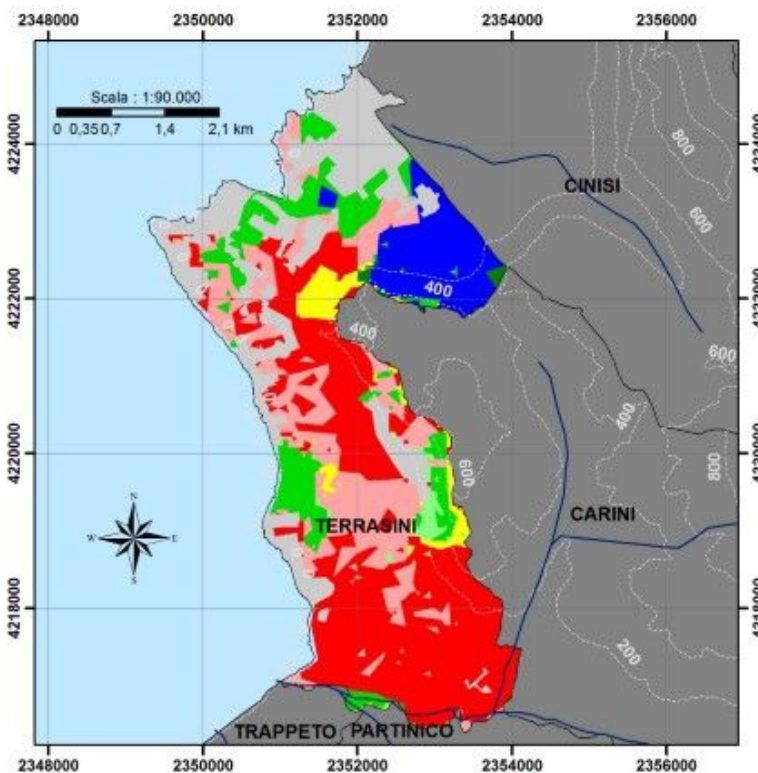 2348000 2350000 2352000 2354000 2356000
Scala : 1:90.000
0 0,35 0,7 1,4 2,1 km
4224000 4224000
800
CINISI
600
4222000 4222000
400
400
600
400
4220000 4220000
600
800
N
W E
S
TERRASINI
CARINI
4218000 4218000
200
TRAPPETO PARTINICO
2348000 2350000 2352000 2354000 2356000